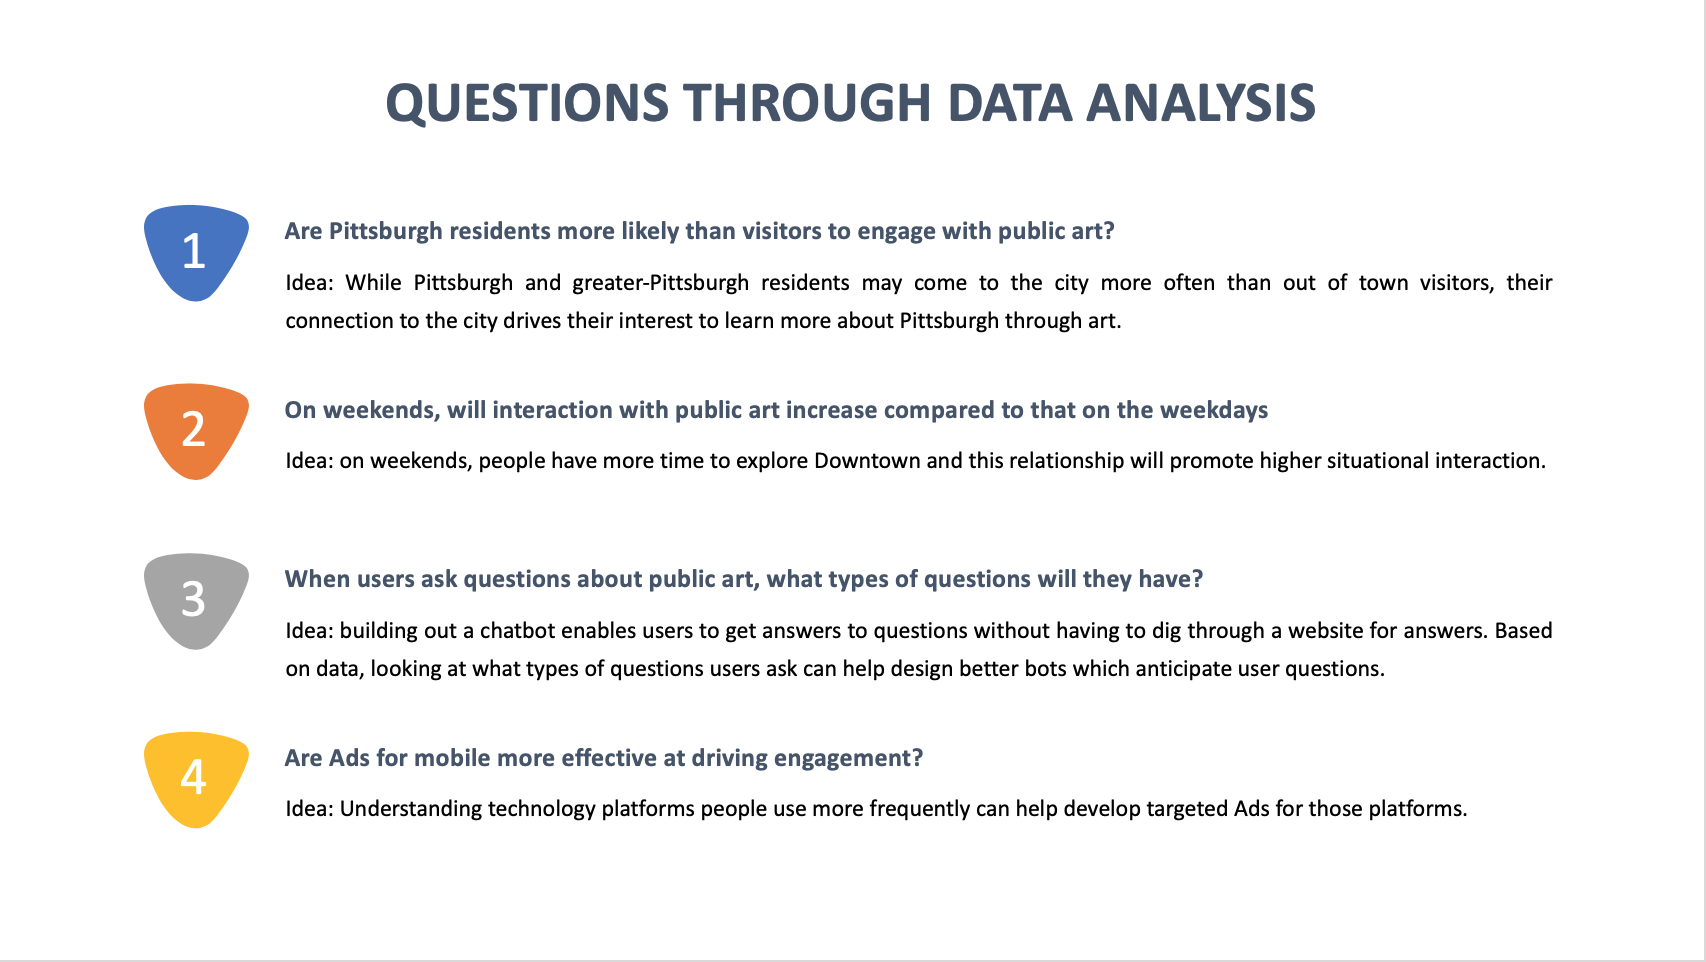 QUESTIONS THROUGH DATA ANALYSIS
1
Are Pittsburgh residents more likely than visitors to engage with public art?
Idea: While Pittsburgh and greater-Pittsburgh residents may come to the city more often than out of town visitors, their
connection to the city drives their interest to learn more about Pittsburgh through art.
2
On weekends, will interaction with public art increase compared to that on the weekdays
Idea: on weekends, people have more time to explore Downtown and this relationship will promote higher situational interaction.
3
When users ask questions about public art, what types of questions will they have?
Idea: building out a chatbot enables users to get answers to questions without having to dig through a website for answers. Based
on data, looking at what types of questions users ask can help design better bots which anticipate user questions.
4
Are Ads for mobile more effective at driving engagement?
Idea: Understanding technology platforms people use more frequently can help develop targeted Ads for those platforms.